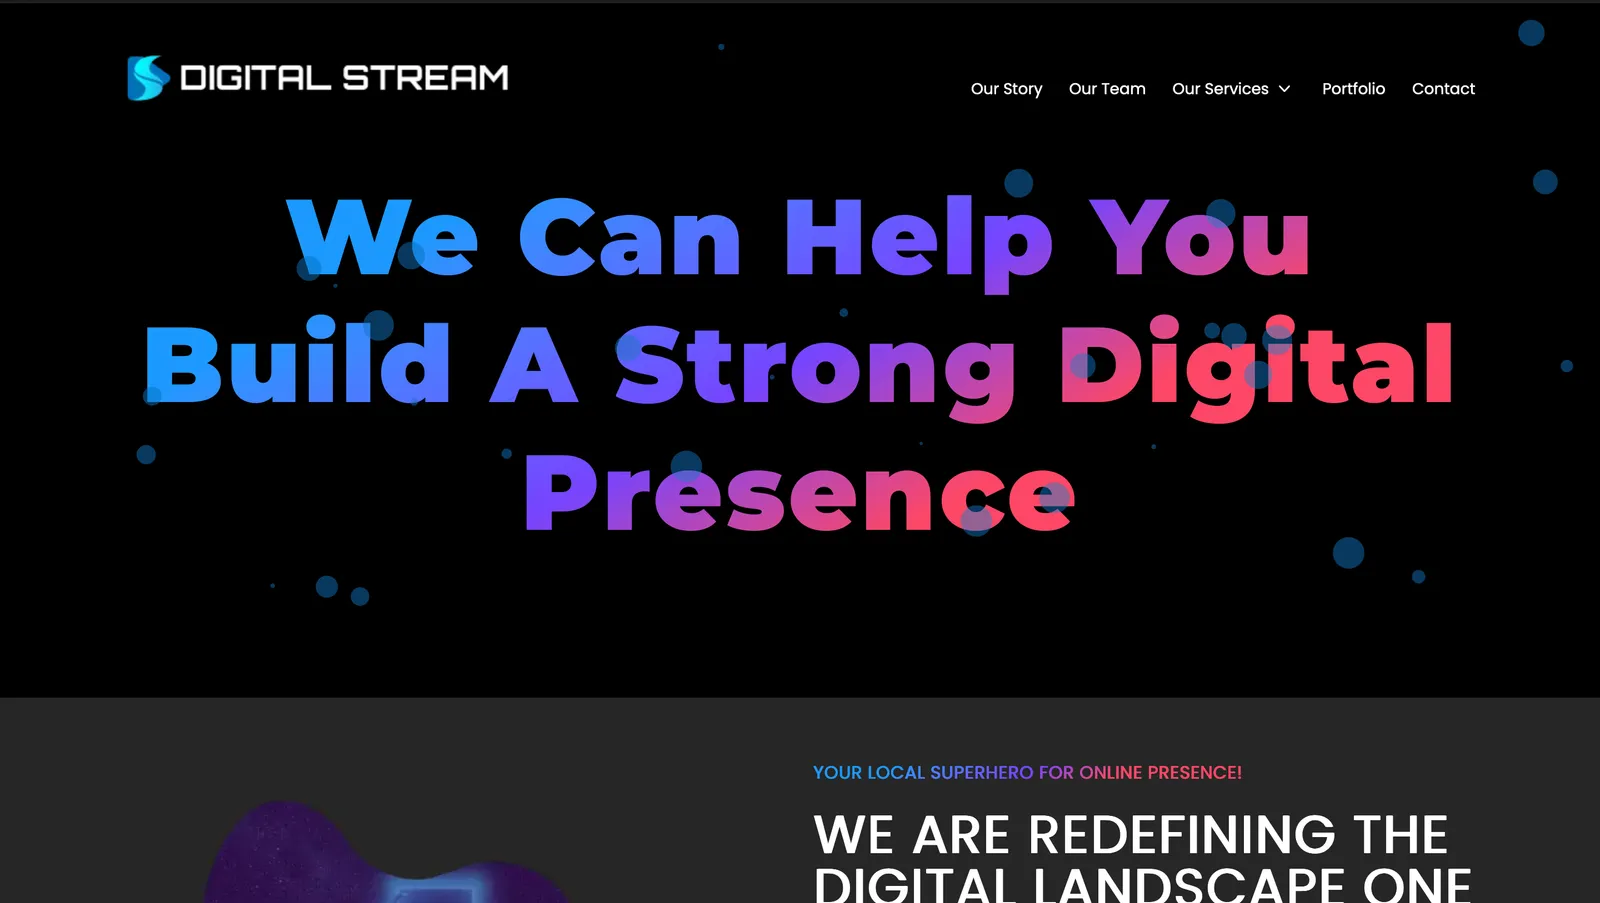 DIGITAL STREAM
Our Story
Our Team
Our Services
Portfolio
Contact
We Can Help You
Build A Strong Digital
Presence
YOUR LOCAL SUPERHERO FOR ONLINE PRESENCE!
WE ARE REDEFINING THE
DIGITAL LANDSCAPE ONE